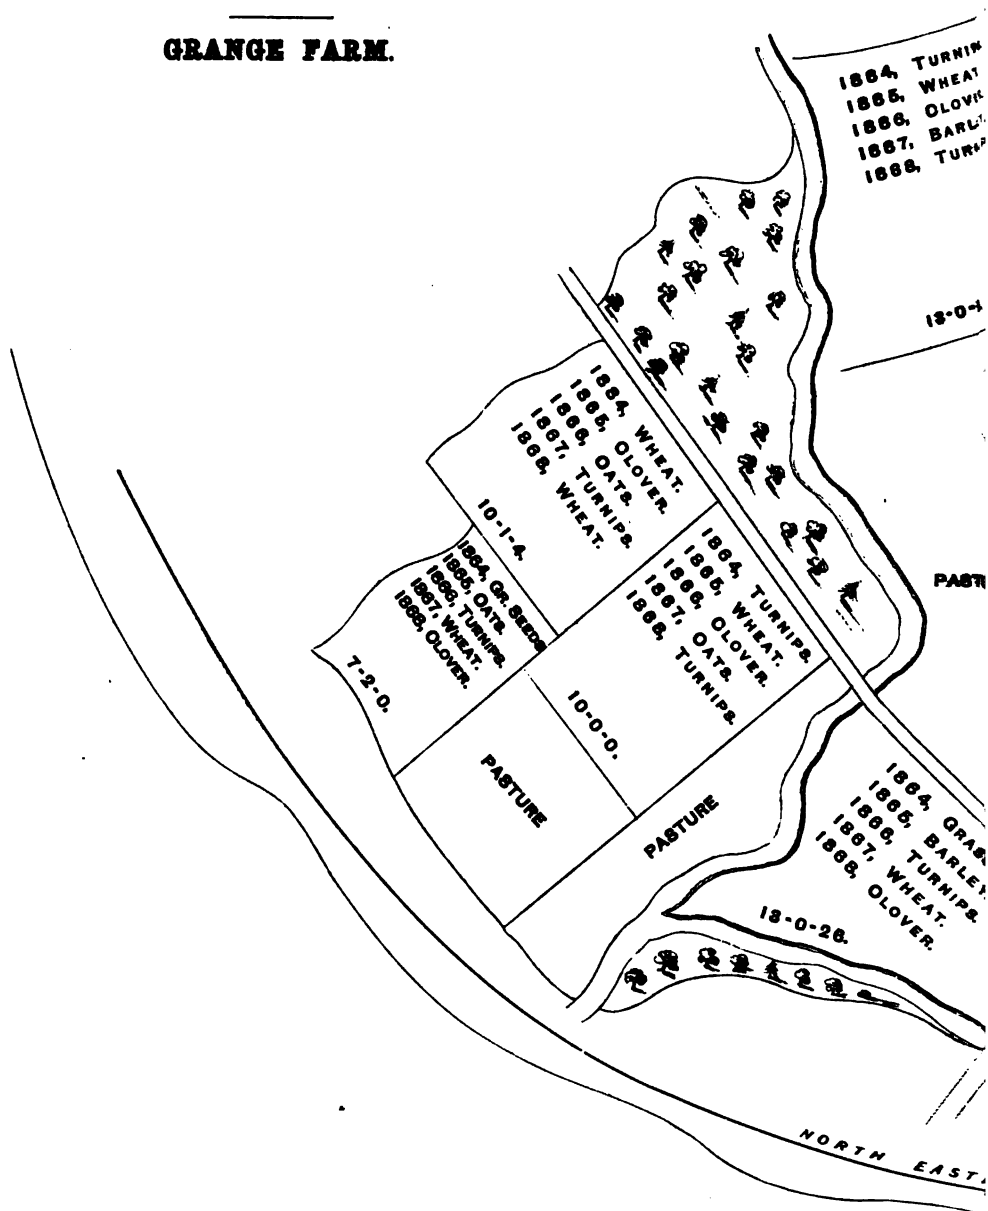 GRANGE FARM.
1864, TURNIP
1865, WHEAT
1866, CLOVE
1867, BARL
1868, TUR
13-0-
1864, WHEAT.
1865, CLOVER.
1866, OATS.
1867, TURNIPS.
1868, WHEAT.
10-1-4.
1864, GR. SEEDS
1865, OATS.
1866, TURNIPS.
1867, WHEAT.
1868, CLOVER.
7-2-0.
1864, TURNIPS.
1865, WHEAT.
1866, CLOVER.
1867, OATS.
1868, TURNIPS.
10-0-0.
PASTURE
PASTURE
PASTU
1864, GRAS
1865, BARLEY.
1866, TURNIPS.
1867, WHEAT.
1868, CLOVER.
13-0-26.
NORTH EAST